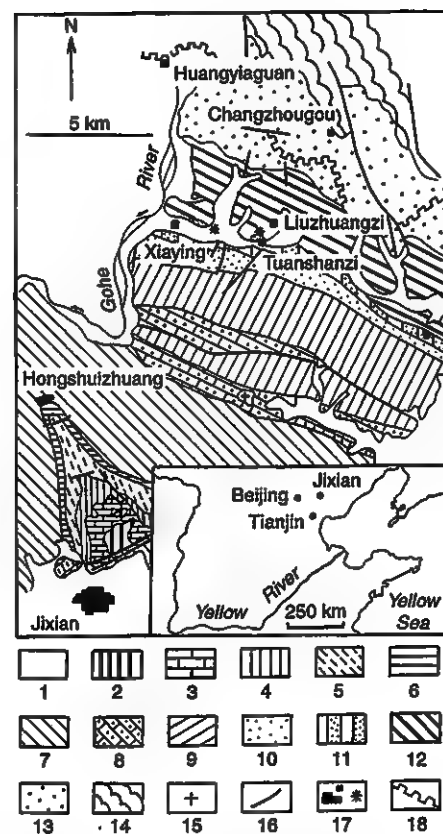 N
Huangyiaguan
Changzhougou
5 km
River
Liuzhuangzi
Xiaying
Tuanshanzi
Gohe
Hongshuizhuang
Jixian
Beijing
Tianjin
River
Yellow
250 km
Yellow
Sea
Jixian
1 2 3 4 5 6
7 8 9 10 11 12
13 14 15 16 17 18